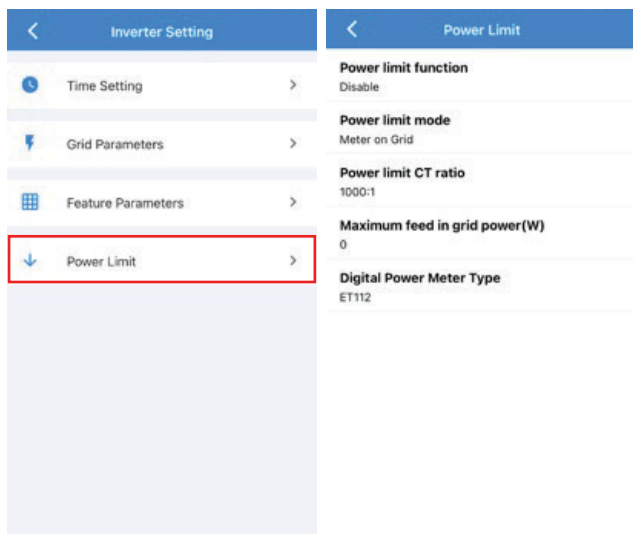 Inverter Setting
Time Setting
Grid Parameters
Feature Parameters
Power Limit
Power Limit
Power limit function
Disable
Power limit mode
Meter on Grid
Power limit CT ratio
1000:1
Maximum feed in grid power(W)
0
Digital Power Meter Type
ET112